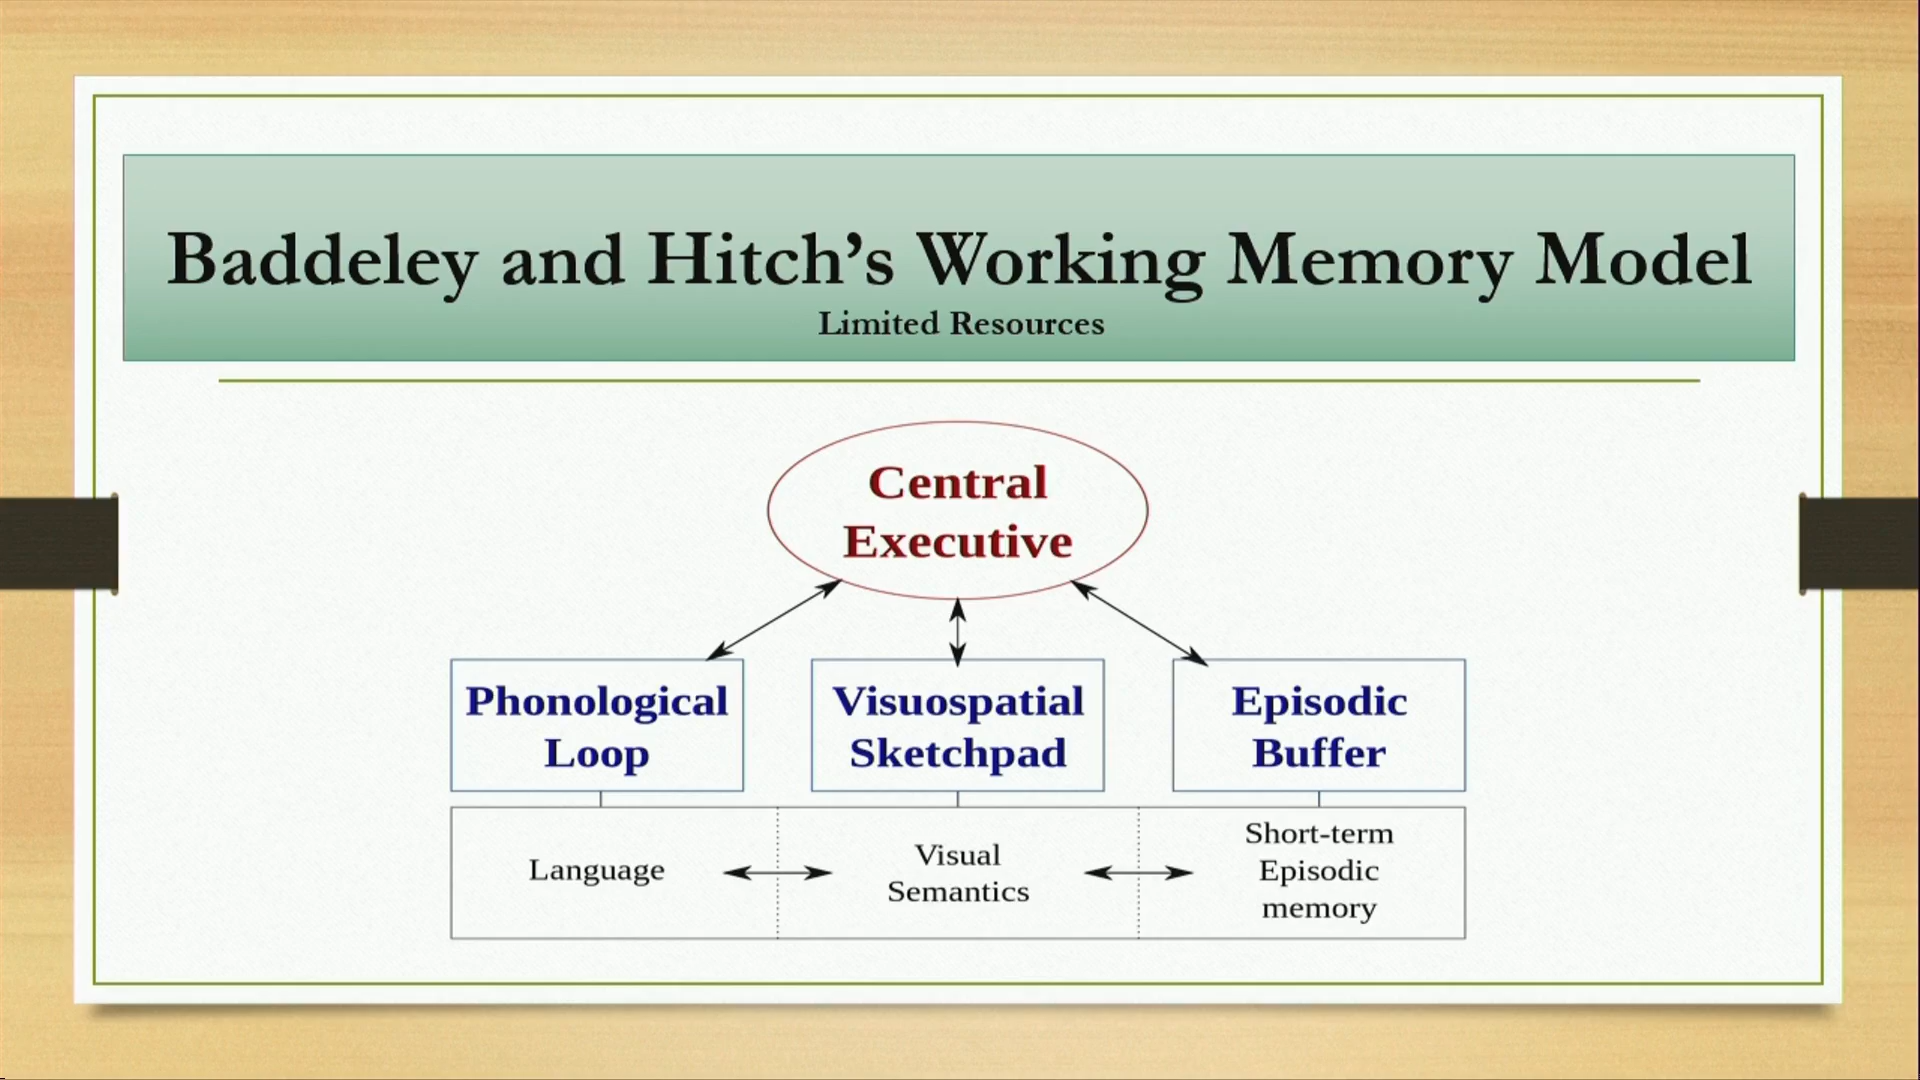 Baddeley and Hitch’s Working Memory Model
Limited Resources
Central
Executive
Phonological
Loop
Visuospatial
Sketchpad
Episodic
Buffer
Language
Visual
Semantics
Short-term
Episodic
memory